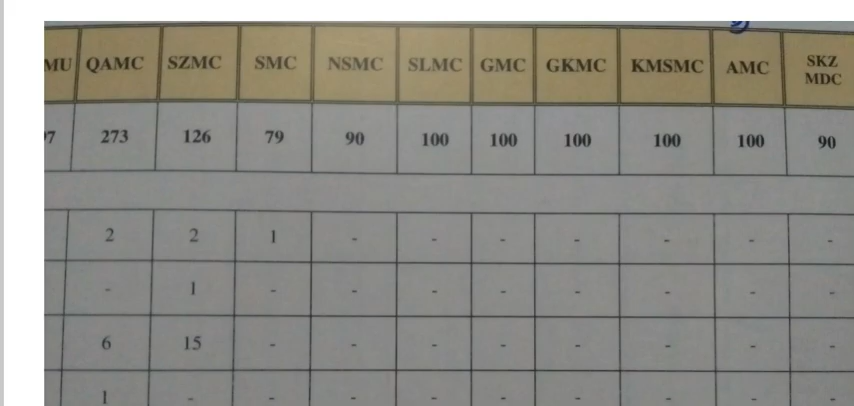 MU QAMC SZMC SMC NSMC SLMC GMC GKMC KMSMC AMC SKZ MDC
7 273 126 79 90 100 100 100 100 100 90
2 2 1 - - - - - - -
- 1 - - - - - - - -
6 15 - - - - - - - -
1 - - - - - - - - -